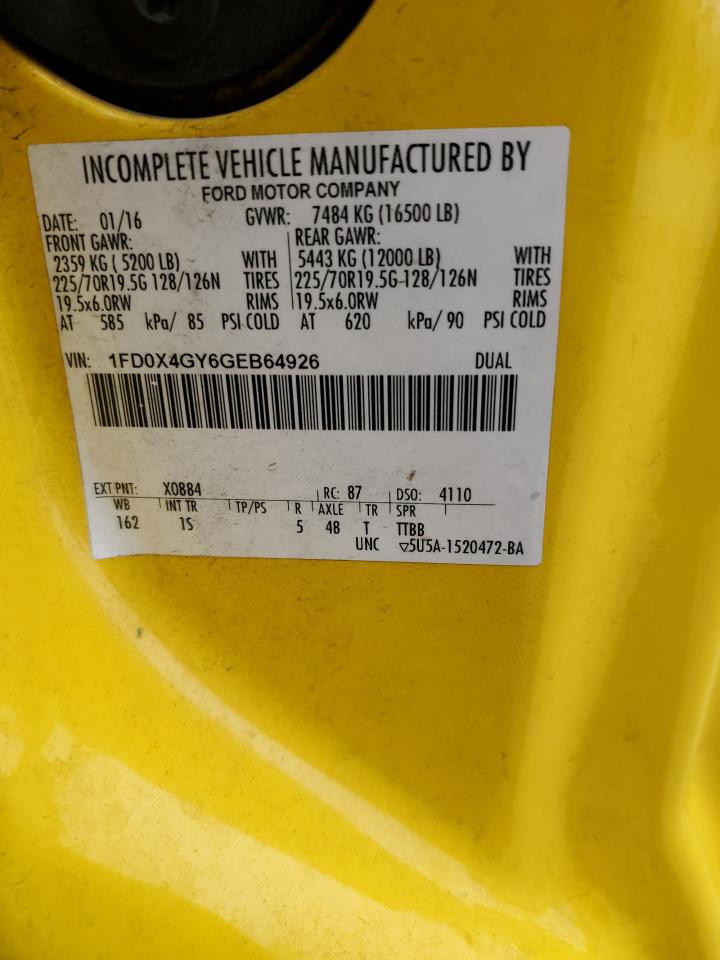 INCOMPLETE VEHICLE MANUFACTURED BY
FORD MOTOR COMPANY
DATE: 01/16 GVWR: 7484 KG (16500 LB)
FRONT GAWR: REAR GAWR:
2359 KG ( 5200 LB) WITH 5443 KG (12000 LB) WITH
225/70R19.5G 128/126N TIRES 225/70R19.5G-128/126N TIRES
19.5x6.0RW RIMS 19.5x6.0RW RIMS
AT 585 kPa/ 85 PSI COLD AT 620 kPa/ 90 PSI COLD
VIN: 1FD0X4GY6GEB64926 DUAL
EXT PNT: X0884 RC: 87 DSO: 4110
WB INT TR TP/PS R AXLE TR SPR
162 1S 5 48 T TTBB
UNC ▽5U5A-1520472-BA